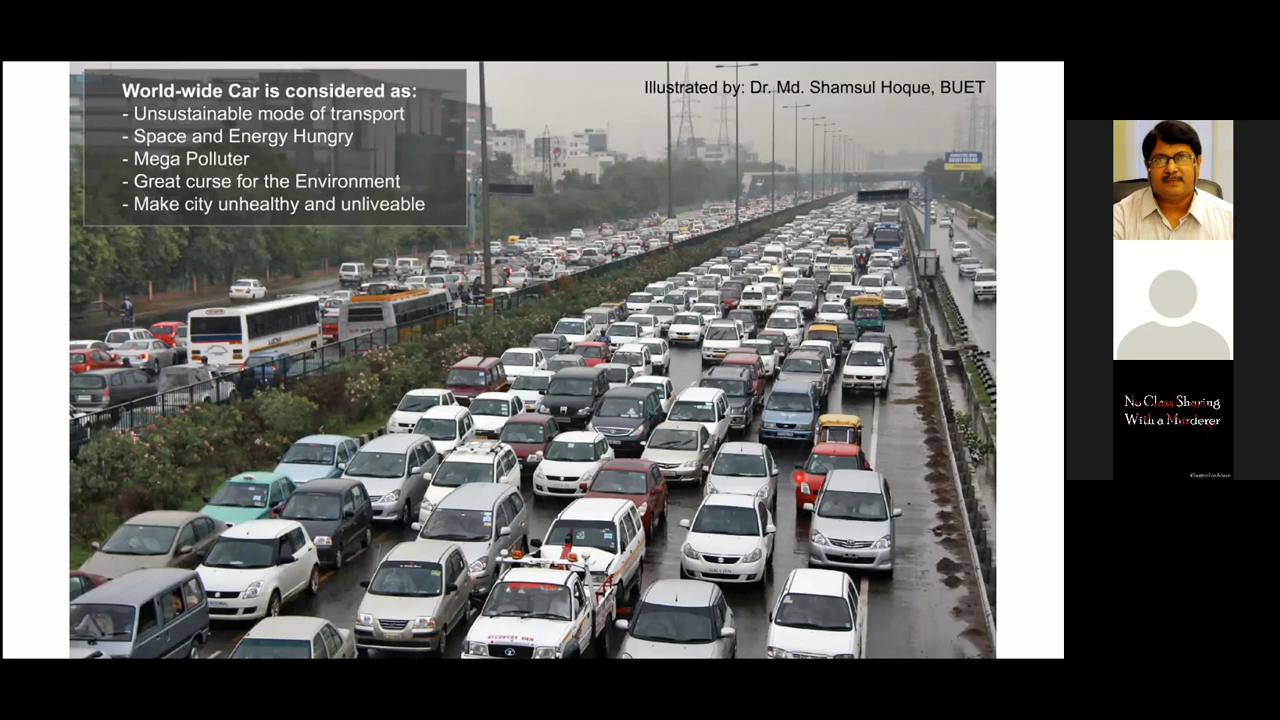 World-wide Car is considered as:
- Unsustainable mode of transport
- Space and Energy Hungry
- Mega Polluter
- Great curse for the Environment
- Make city unhealthy and unliveable
Illustrated by: Dr. Md. Shamsul Hoque, BUET
RECOVERY VAN
No Class Sharing
With a Murderer